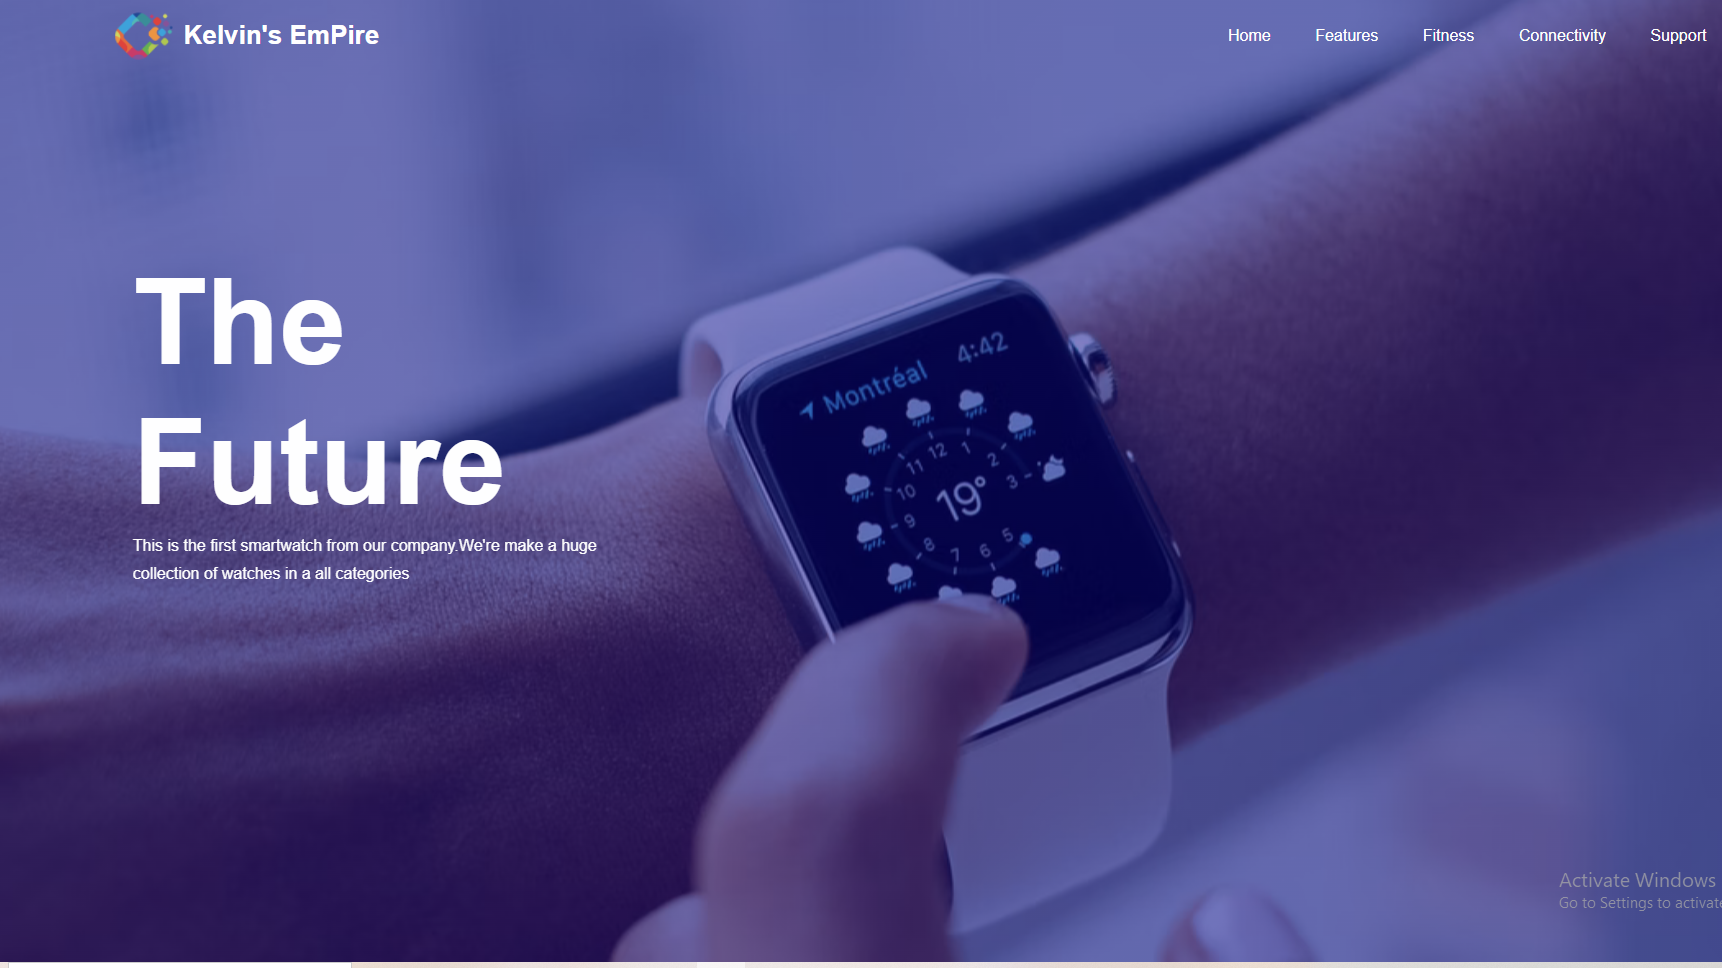 Kelvin's EmPire
Home Features Fitness Connectivity Support
The
Future
This is the first smartwatch from our company.We're make a huge
collection of watches in a all categories
Montréal 4:42
12
1
2
3
5
6
7
8
9
10
11
19°
Activate Windows
Go to Settings to activate